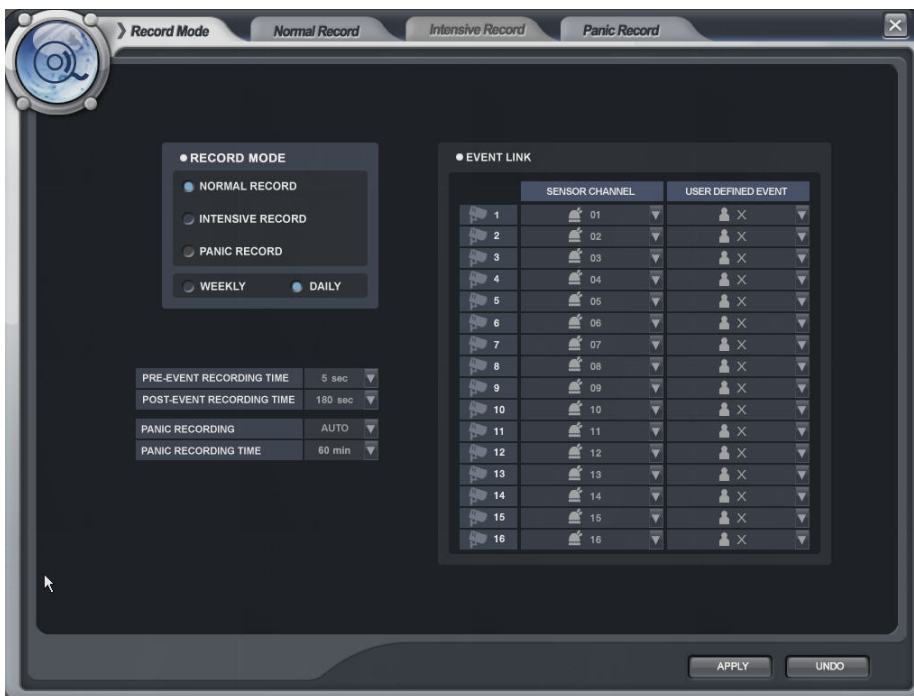 Record Mode Normal Record Intensive Record Panic Record
RECORD MODE
NORMAL RECORD
INTENSIVE RECORD
PANIC RECORD
WEEKLY DAILY
PRE-EVENT RECORDING TIME 5 sec
POST-EVENT RECORDING TIME 180 sec
PANIC RECORDING AUTO
PANIC RECORDING TIME 60 min
EVENT LINK
SENSOR CHANNEL USER DEFINED EVENT
1 01 X
2 02 X
3 03 X
4 04 X
5 05 X
6 06 X
7 07 X
8 08 X
9 09 X
10 10 X
11 11 X
12 12 X
13 13 X
14 14 X
15 15 X
16 16 X
APPLY UNDO